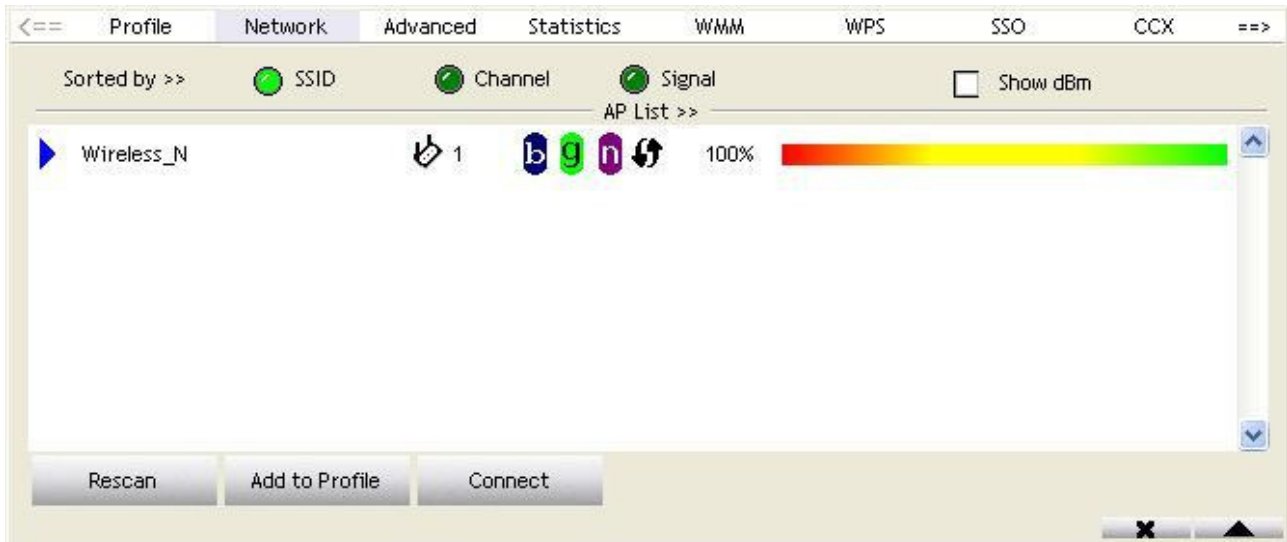 <== Profile Network Advanced Statistics WMM WPS SSO CCX ==>
Sorted by >> SSID Channel Signal Show dBm
AP List >>
Wireless_N 1 b g n 100%
Rescan Add to Profile Connect